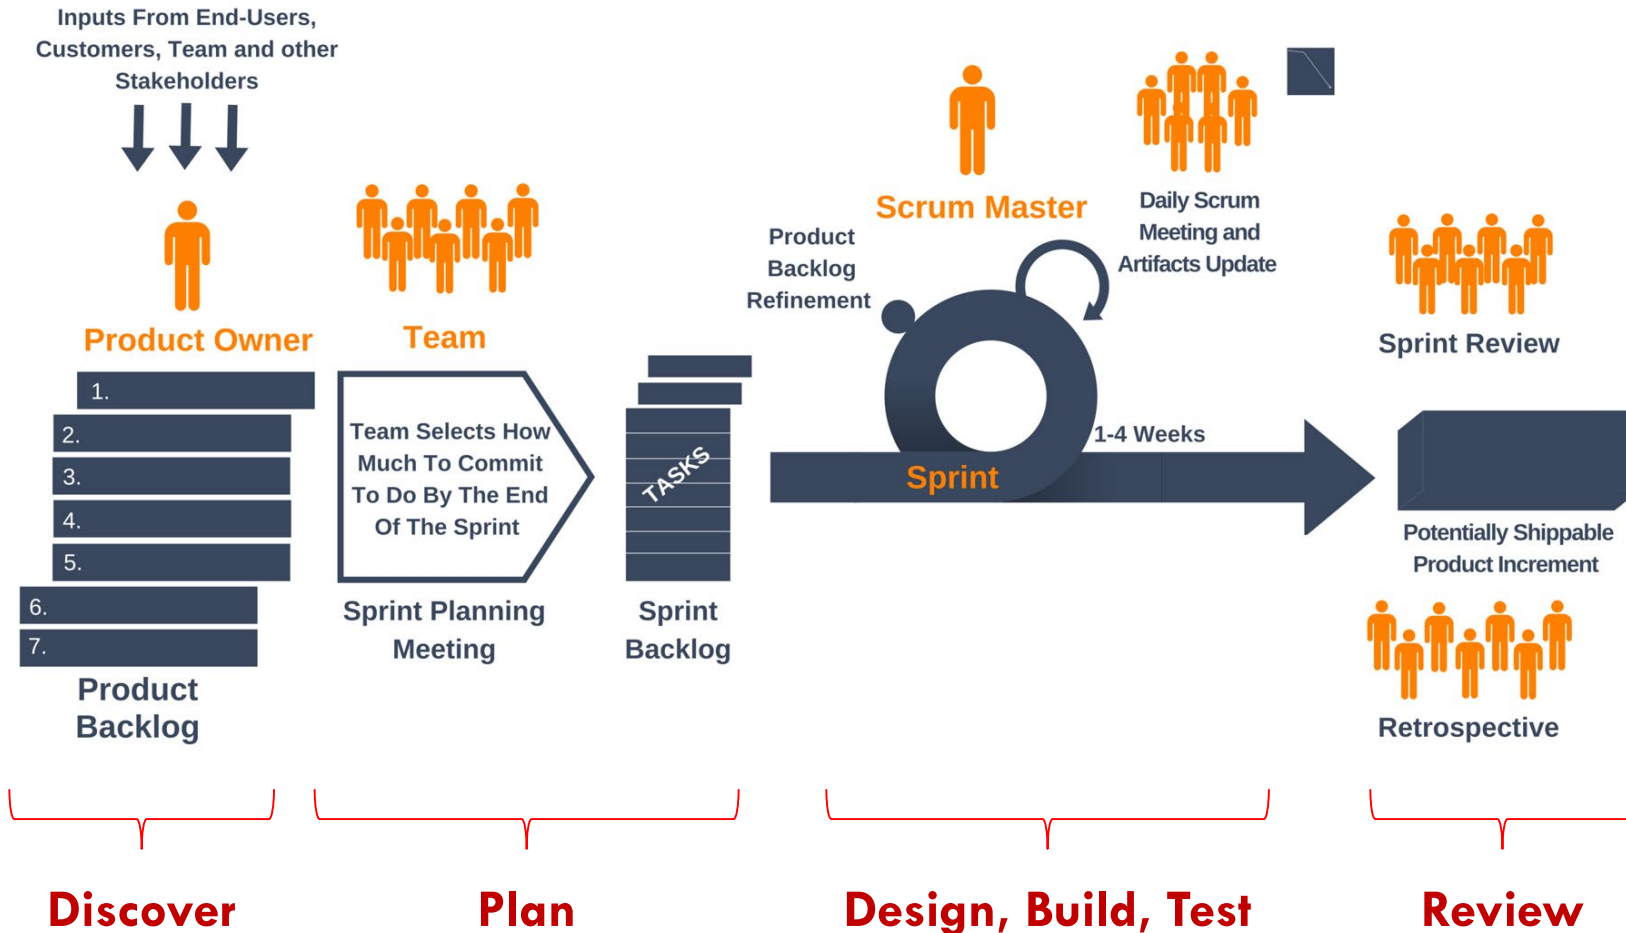 Inputs From End-Users,
Customers, Team and other
Stakeholders
Product Owner
1.
2.
3.
4.
5.
6.
7.
Product
Backlog
Team
Team Selects How
Much To Commit
To Do By The End
Of The Sprint
Sprint Planning
Meeting
TASKS
Sprint
Backlog
Product
Backlog
Refinement
Scrum Master
Daily Scrum
Meeting and
Artifacts Update
1-4 Weeks
Sprint
Sprint Review
Potentially Shippable
Product Increment
Retrospective
Discover
Plan
Design, Build, Test
Review